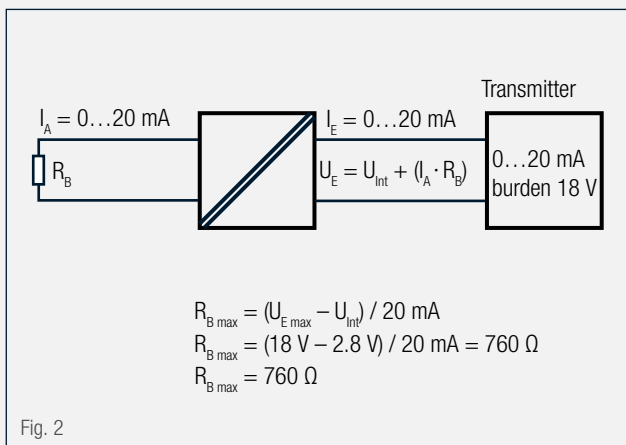 Transmitter
I_A = 0…20 mA
I_E = 0…20 mA
R_B
U_E = U_Int + (I_A · R_B)
0…20 mA
burden 18 V
R_B max = (U_E max – U_Int) / 20 mA
R_B max = (18 V – 2.8 V) / 20 mA = 760 Ω
R_B max = 760 Ω
Fig. 2